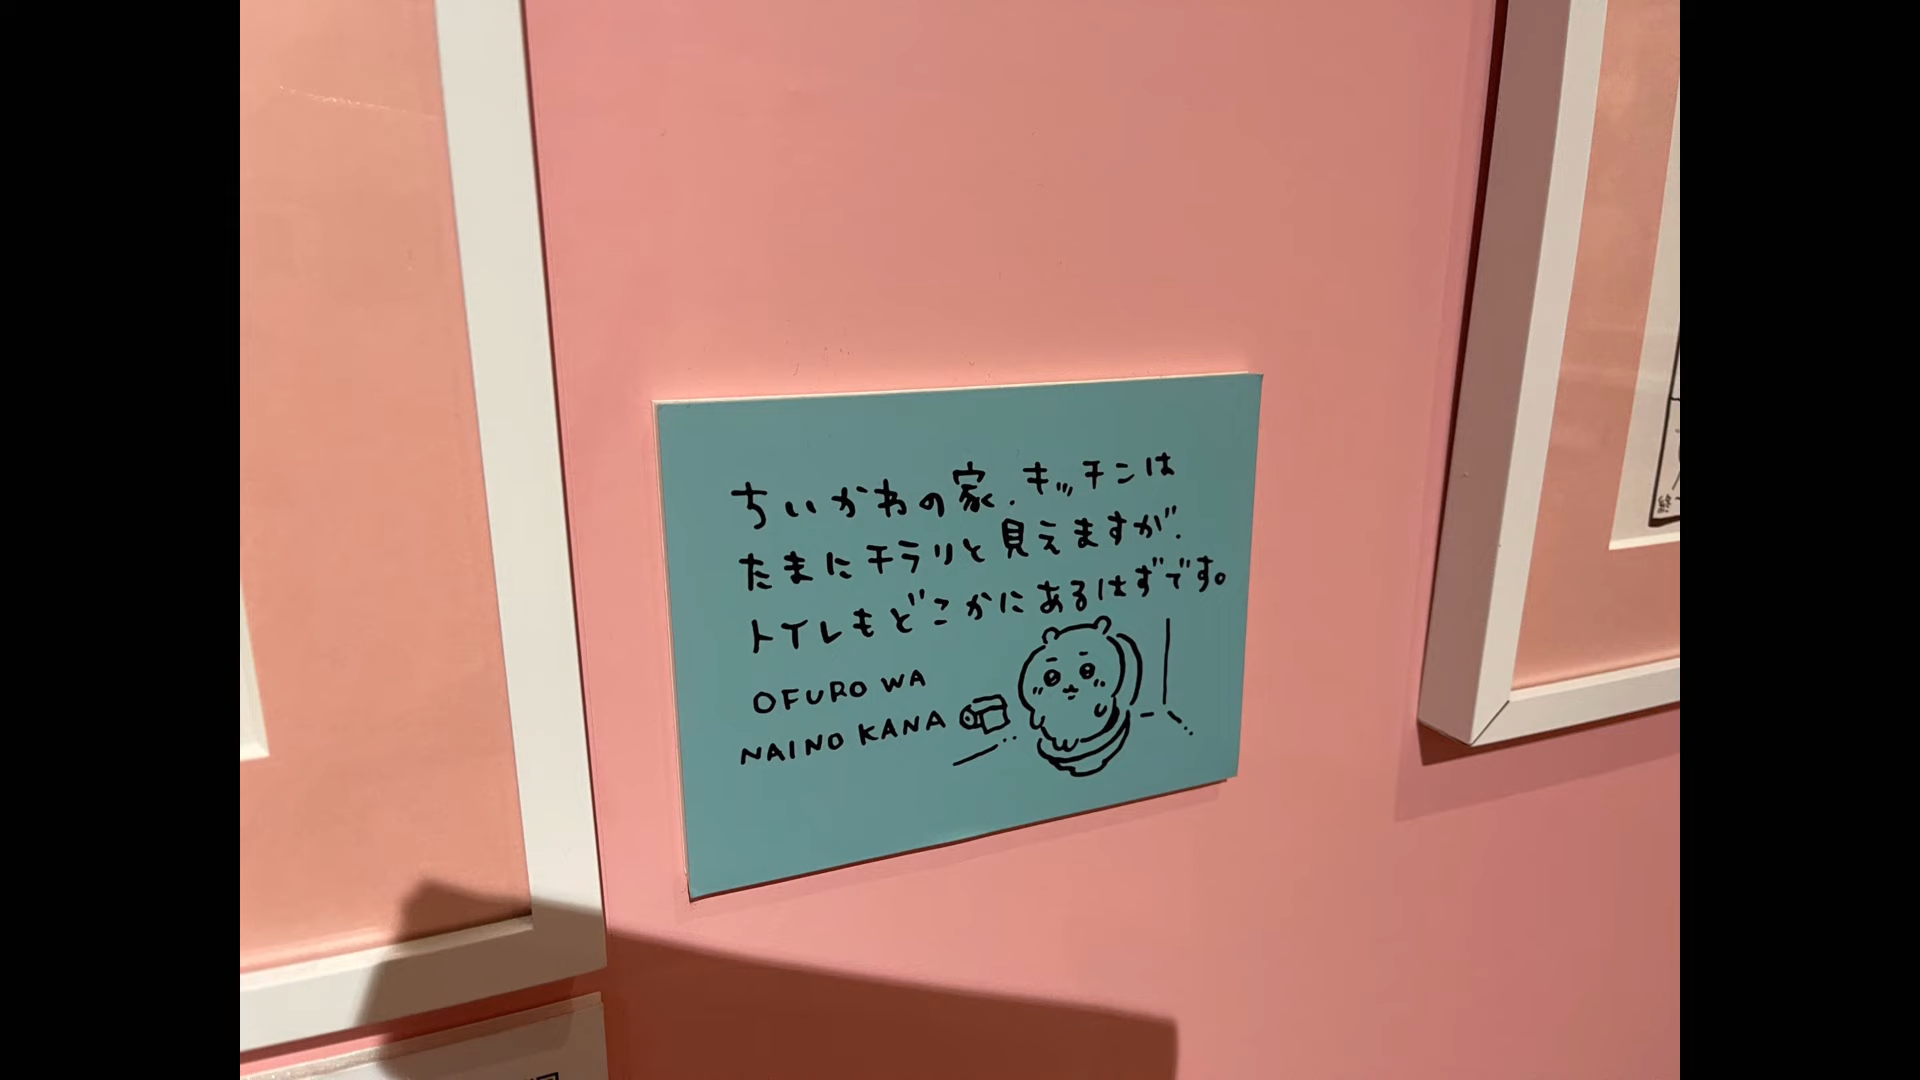 ちいかわの家、キッチンは
たまにチラリと見えますが、
トイレもどこかにあるはずです。
OFURO WA
NAINO KANA